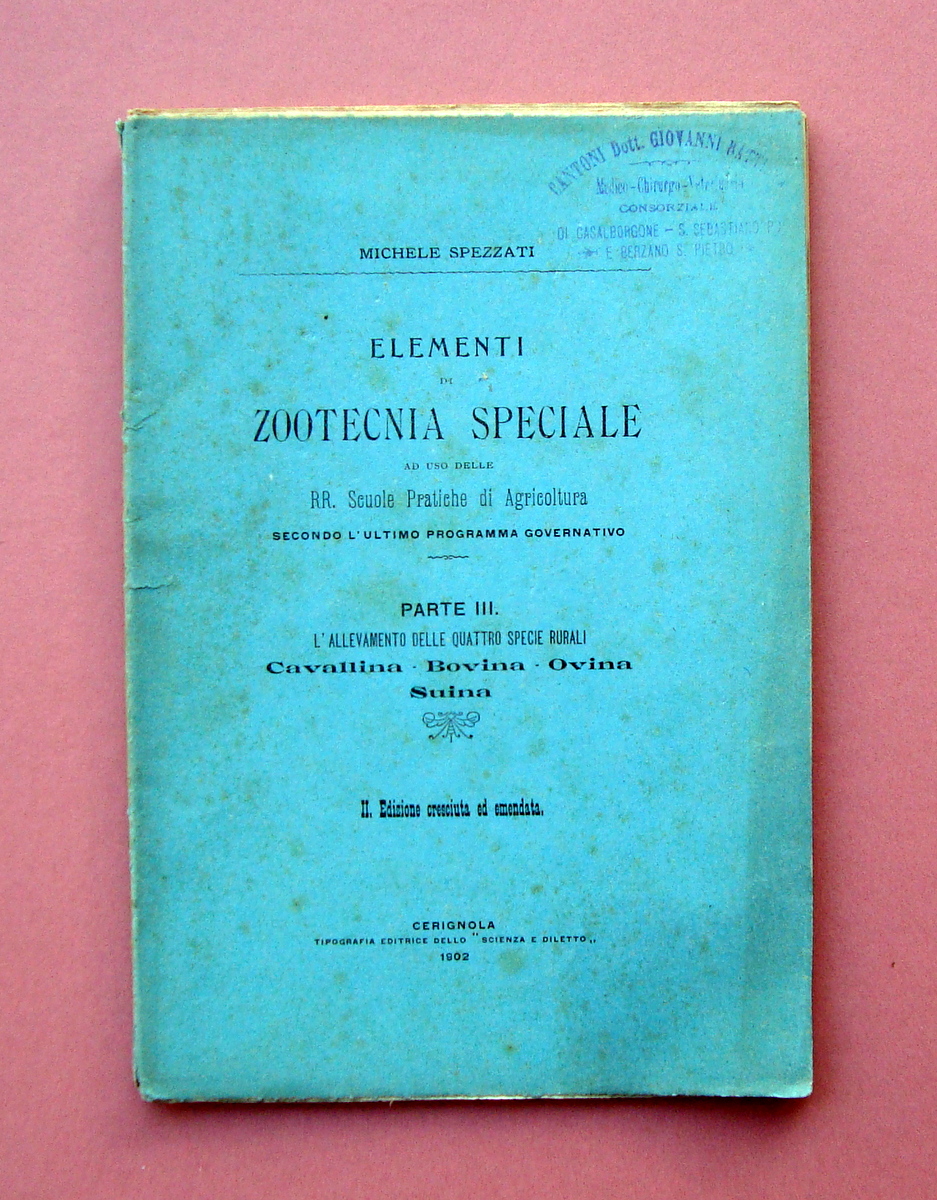 CANTONI Dott. GIOVANNI
Medico-Chirurgo-Veterinario
CONSORZIALE
DI CASALBORGONE - S. SEBASTIANO
E BERZANO S. PIETRO
MICHELE SPEZZATI
ELEMENTI
DI
ZOOTECNIA SPECIALE
AD USO DELLE
RR. Scuole Pratiche di Agricoltura
SECONDO L'ULTIMO PROGRAMMA GOVERNATIVO
PARTE III.
L'ALLEVAMENTO DELLE QUATTRO SPECIE RURALI
Cavallina - Bovina - Ovina
Suina
II. Edizione cresciuta ed emendata.
CERIGNOLA
TIPOGRAFIA EDITRICE DELLO "SCIENZA E DILETTO„
1902